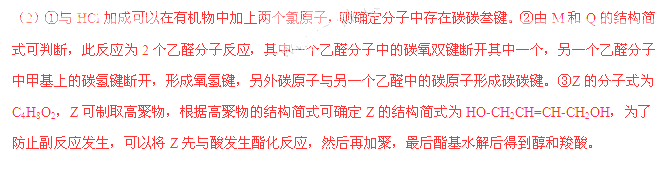 （2）①与 HCl 加成可以在有机物中加上两个氯原子，则确定分子中存在碳碳叁键。②由 M 和 Q 的结构简
式可判断，此反应为 2 个乙醛分子反应，其中一个乙醛分子中的碳氧双键断开其中一个，另一个乙醛分子
中甲基上的碳氢键断开，形成氧氢键，另外碳原子与另一个乙醛中的碳原子形成碳碳键。③Z 的分子式为
C₄H₈O₂，Z 可制取高聚物，根据高聚物的结构简式可确定 Z 的结构简式为 HO-CH₂CH=CH-CH₂OH，为了
防止副反应发生，可以将 Z 先与酸发生酯化反应，然后再加聚，最后酯基水解后得到醇和羧酸。